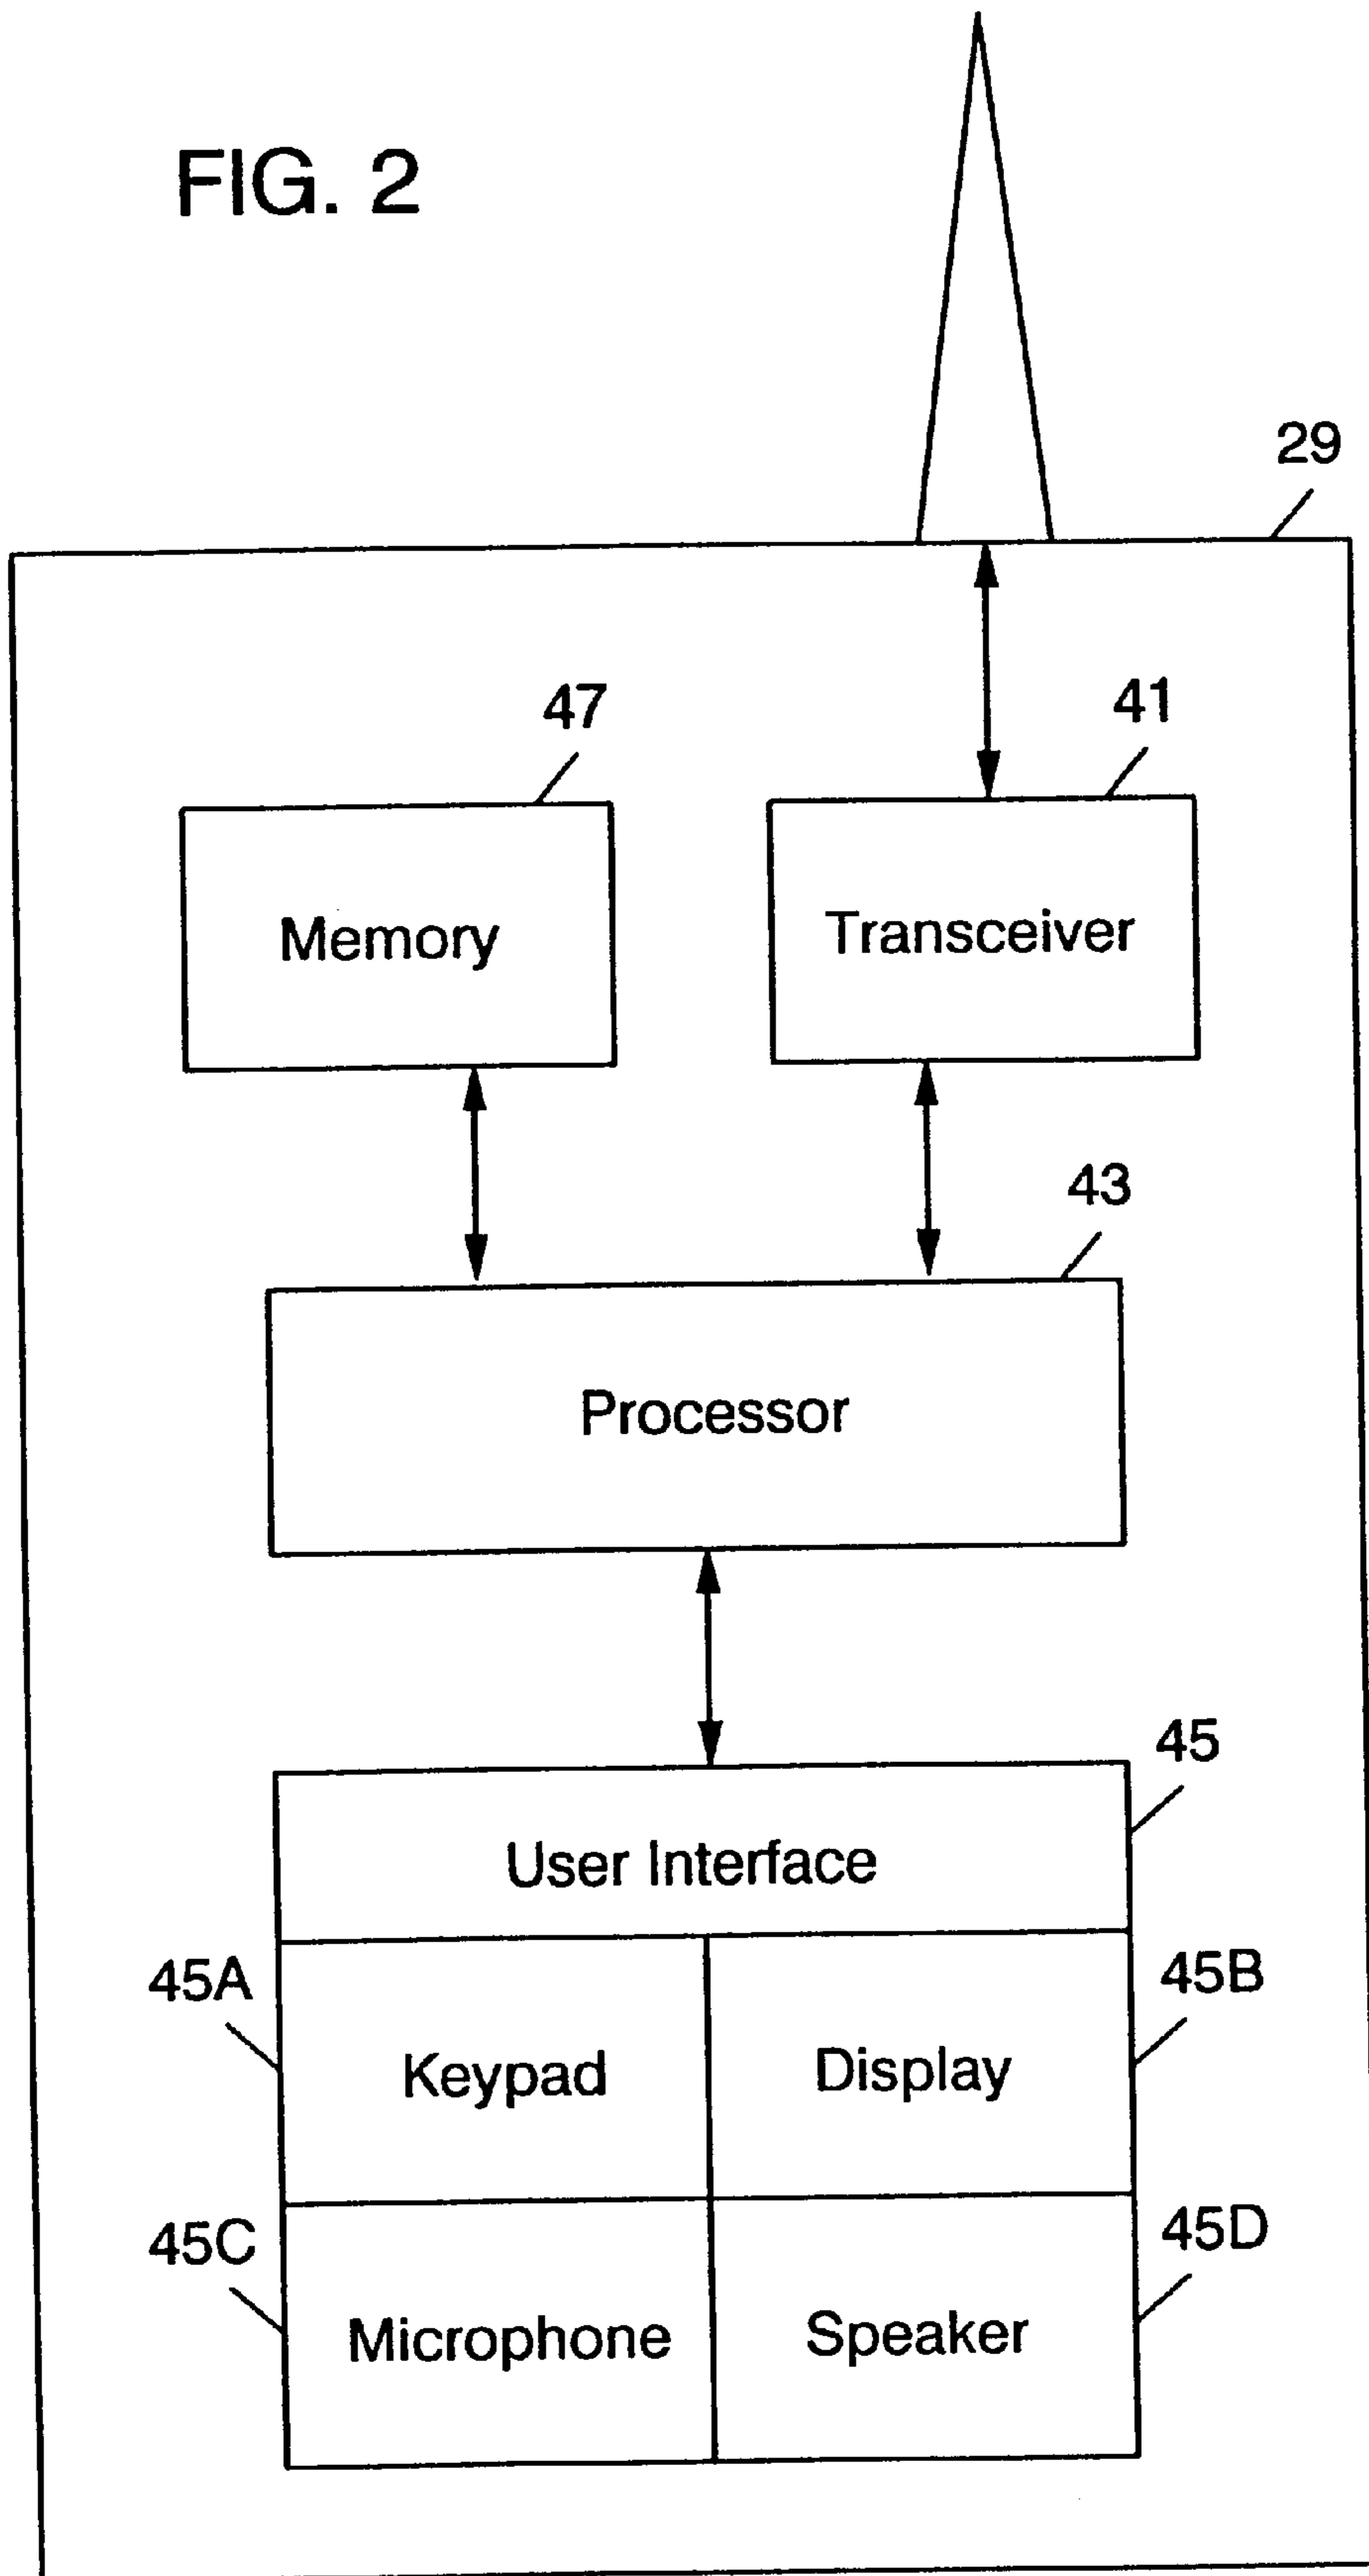 FIG. 2
29
47
41
Memory
Transceiver
43
Processor
45
User Interface
45A
45B
Keypad
Display
45C
45D
Microphone
Speaker